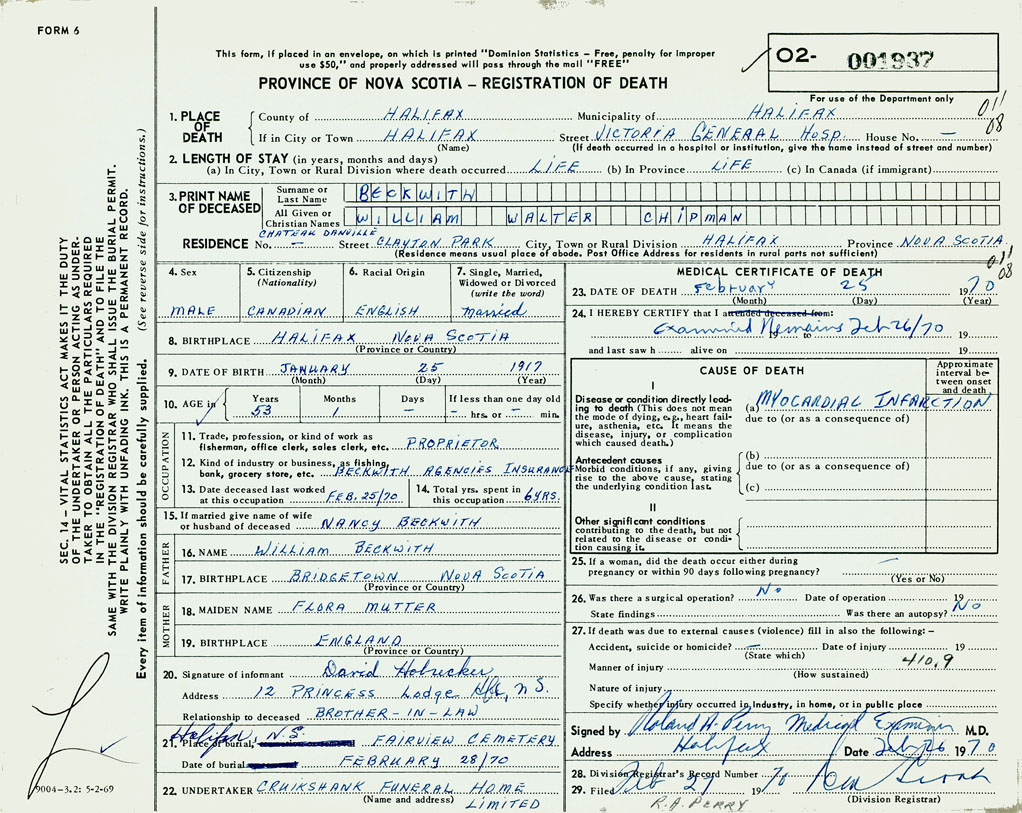 FORM 6
This form, if placed in an envelope, on which is printed "Dominion Statistics – Free, penalty for improper
use $50," and properly addressed will pass through the mail "FREE"
PROVINCE OF NOVA SCOTIA – REGISTRATION OF DEATH
O2- 001937
For use of the Department only
011
08
1. PLACE OF DEATH
County of HALIFAX Municipality of HALIFAX
If in City or Town HALIFAX Street VICTORIA GENERAL HOSP. House No. –
(Name) (If death occurred in a hospital or institution, give the name instead of street and number)
2. LENGTH OF STAY (in years, months and days)
(a) In City, Town or Rural Division where death occurred LIFE (b) In Province LIFE (c) In Canada (if immigrant)
3. PRINT NAME OF DECEASED
Surname or Last Name BECKWITH
All Given or Christian Names WILLIAM WALTER CHIPMAN
CHATEAU DANVILLE
RESIDENCE No. – Street CLAYTON PARK City, Town or Rural Division HALIFAX Province NOVA SCOTIA
(Residence means usual place of abode. Post Office Address for residents in rural parts not sufficient)
011
08
4. Sex MALE
5. Citizenship (Nationality) CANADIAN
6. Racial Origin ENGLISH
7. Single, Married, Widowed or Divorced (write the word) Married
8. BIRTHPLACE HALIFAX NOVA SCOTIA
(Province or Country)
9. DATE OF BIRTH JANUARY 25 1917
(Month) (Day) (Year)
10. AGE in Years 53 Months 1 Days – If less than one day – hrs. or – min.
OCCUPATION
11. Trade, profession, or kind of work as
fisherman, office clerk, sales clerk, etc. PROPRIETOR
12. Kind of industry or business, as fishing,
bank, grocery store, etc. BECKWITH AGENCIES INSURANCE
13. Date deceased last worked at this occupation FEB. 25/70
14. Total yrs. spent in this occupation 6 YRS.
15. If married give name of wife
or husband of deceased NANCY BECKWITH
FATHER
16. NAME WILLIAM BECKWITH
17. BIRTHPLACE BRIDGETOWN NOVA SCOTIA
(Province or Country)
MOTHER
18. MAIDEN NAME FLORA MUTTER
19. BIRTHPLACE ENGLAND
(Province or Country)
20. Signature of informant David Hobrecker
Address 12 PRINCESS Lodge Hfx, N.S.
Relationship to deceased BROTHER-IN-LAW
Halifax, N.S.
21. Place of burial, FAIRVIEW CEMETERY
Date of burial FEBRUARY 28/70
22. UNDERTAKER CRUIKSHANK FUNERAL HOME
(Name and address) LIMITED
MEDICAL CERTIFICATE OF DEATH
23. DATE OF DEATH February 25 1970
(Month) (Day) (Year)
24. I HEREBY CERTIFY that I attended deceased from:
Examined Remains Feb 26/70 19
to
and last saw h alive on 19
CAUSE OF DEATH
Approximate interval between onset and death
I
Disease or condition directly leading to death (This does not
mean the mode of dying, e.g., heart failure, asthenia, etc. It means the
disease, injury, or complication which caused death.)
(a) MYOCARDIAL INFARCTION
due to (or as a consequence of)
Antecedent causes
Morbid conditions, if any, giving
rise to the above cause, stating
the underlying condition last.
(b)
due to (or as a consequence of)
(c)
II
Other significant conditions
contributing to the death, but not
related to the disease or condition causing it.
25. If a woman, did the death occur either during
pregnancy or within 90 days following pregnancy? –
(Yes or No)
26. Was there a surgical operation? No Date of operation 19
State findings Was there an autopsy? No
27. If death was due to external causes (violence) fill in also the following: –
Accident, suicide or homicide? – Date of injury 19
(State which) 410.9
Manner of injury
(How sustained)
Nature of injury
Specify whether injury occurred in industry, in home, or in public place
Signed by Roland H. Perry Medical Examiner M.D.
Address Halifax Date Feb 26 1970
28. Division Registrar's Record Number
29. Filed Feb 27 1970
(Division Registrar)
R.A. PERRY
SEC. 14 – VITAL STATISTICS ACT MAKES IT THE DUTY
OF THE UNDERTAKER OR PERSON ACTING AS UNDER-
TAKER TO OBTAIN ALL THE PARTICULARS REQUIRED
IN THE "REGISTRATION OF DEATH" AND TO FILE THE
SAME WITH THE DIVISION REGISTRAR WHO SHALL ISSUE THE BURIAL PERMIT.
WRITE PLAINLY WITH UNFADING INK. THIS IS A PERMANENT RECORD.
Every item of information should be carefully supplied. (See reverse side for instructions.)
9004-3.2: 5-2-69